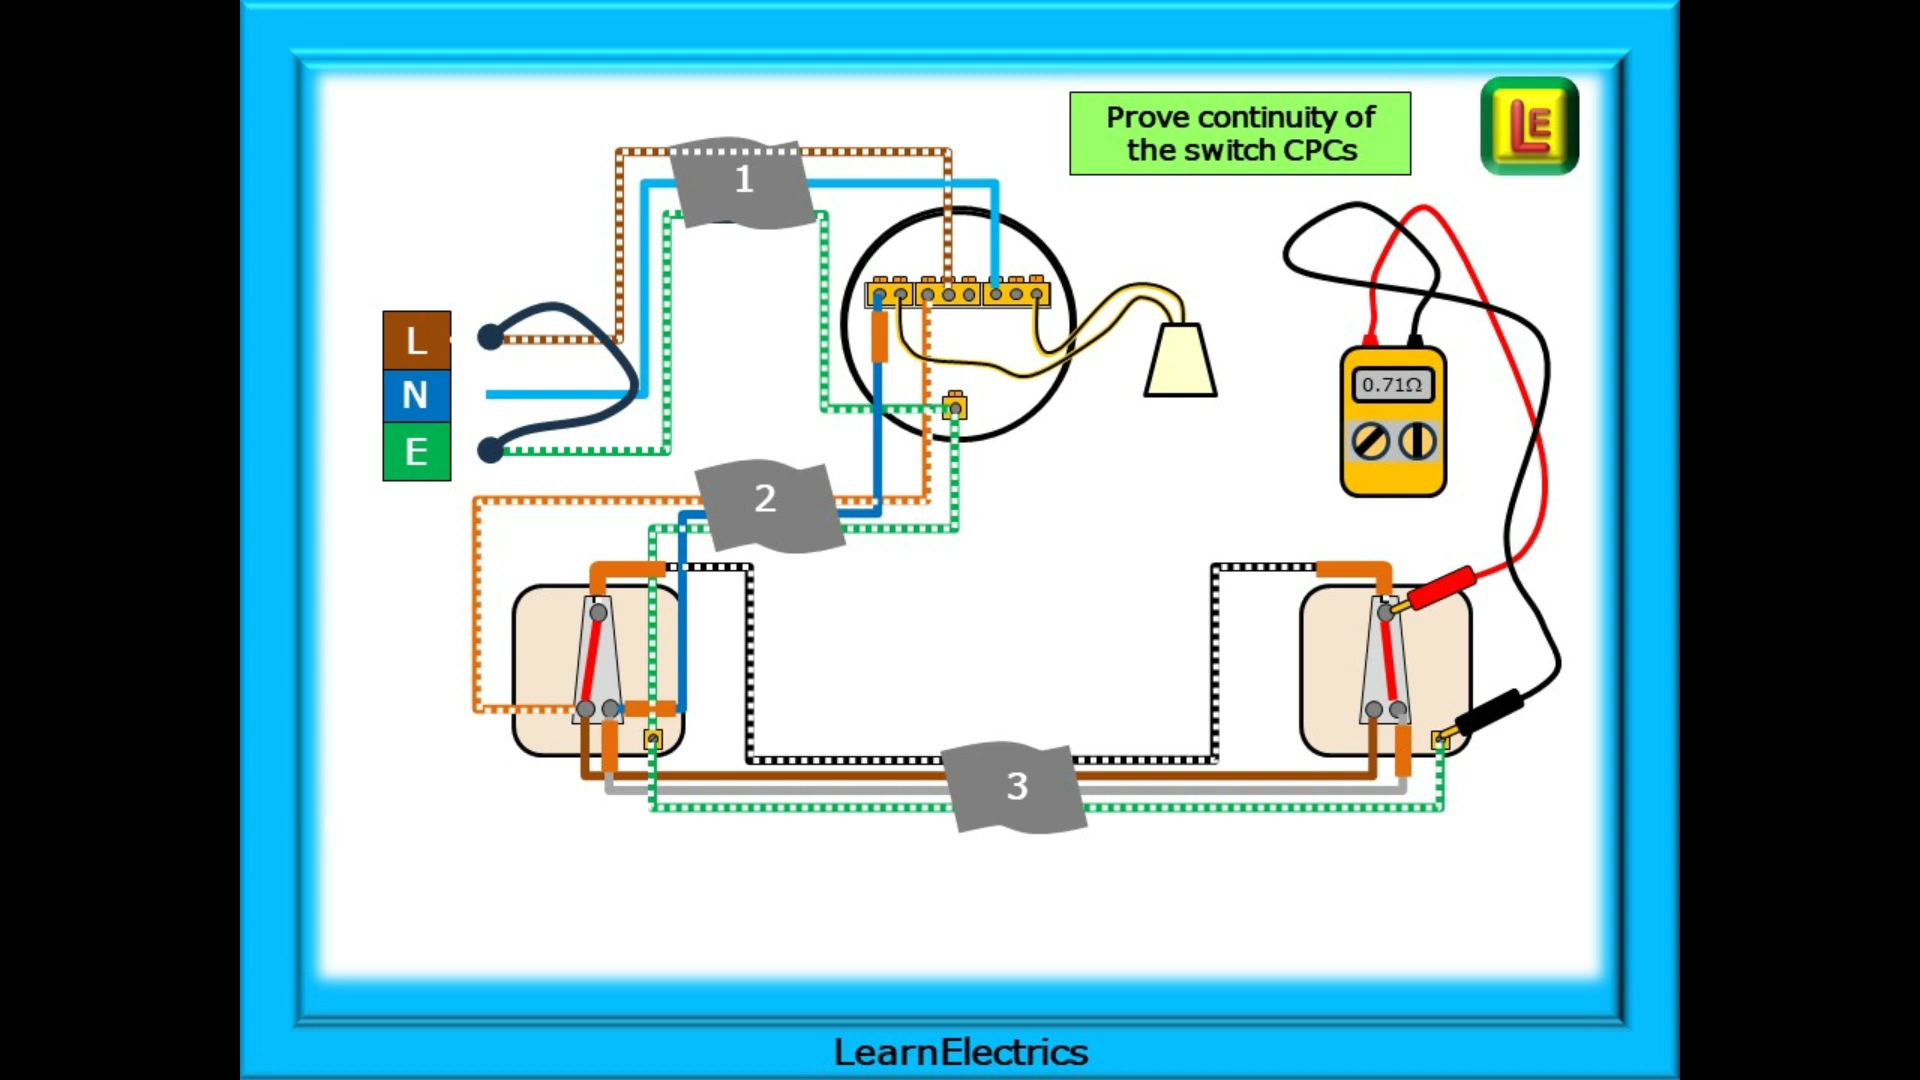 Prove continuity of
the switch CPCs
LE
1
L
N
E
0.71Ω
2
3
LearnElectrics